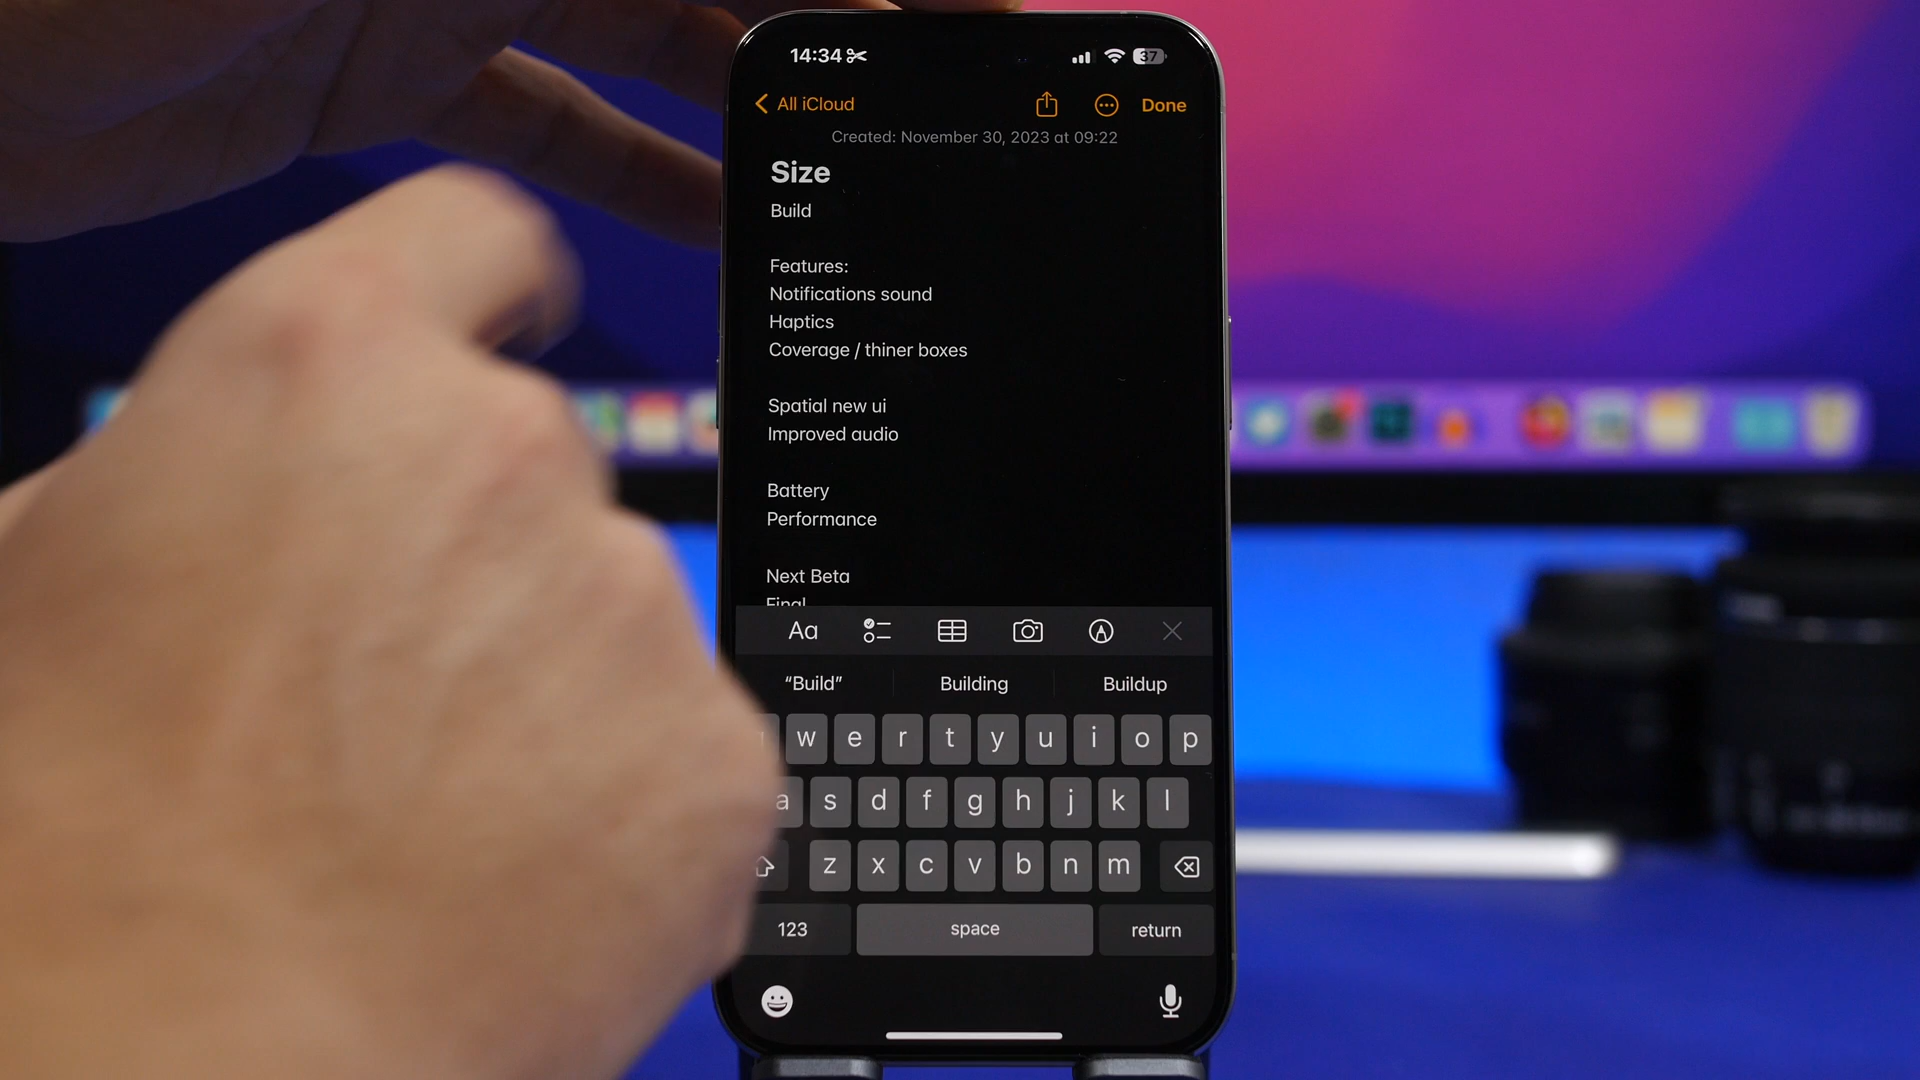 14:34
37
All iCloud
Done
Created: November 30, 2023 at 09:22
Size
Build
Features:
Notifications sound
Haptics
Coverage / thiner boxes
Spatial new ui
Improved audio
Battery
Performance
Next Beta
Final
Aa
“Build” Building Buildup
w e r t y u i o p
a s d f g h j k l
z x c v b n m
123 space return